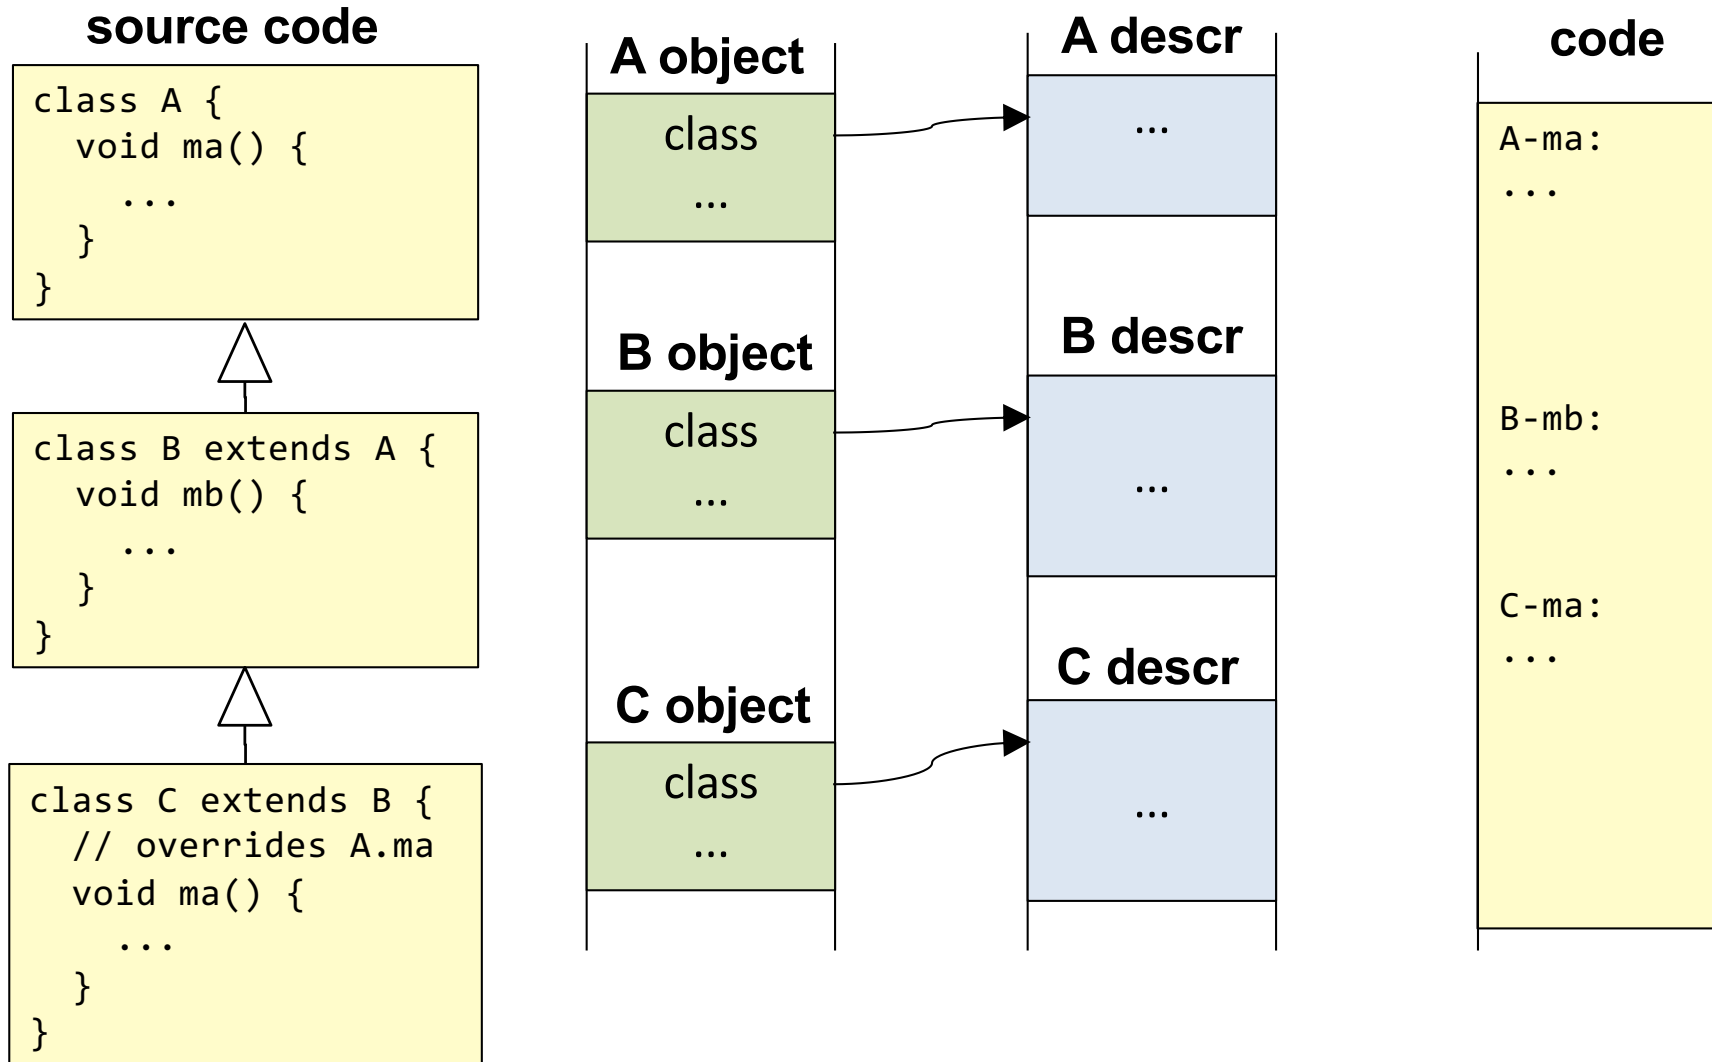 source code
class A {
  void ma() {
    ...
  }
}
class B extends A {
  void mb() {
    ...
  }
}
class C extends B {
  // overrides A.ma
  void ma() {
    ...
  }
}
A object
class
...
B object
class
...
C object
class
...
A descr
...
B descr
...
C descr
...
code
A-ma:
...
B-mb:
...
C-ma:
...